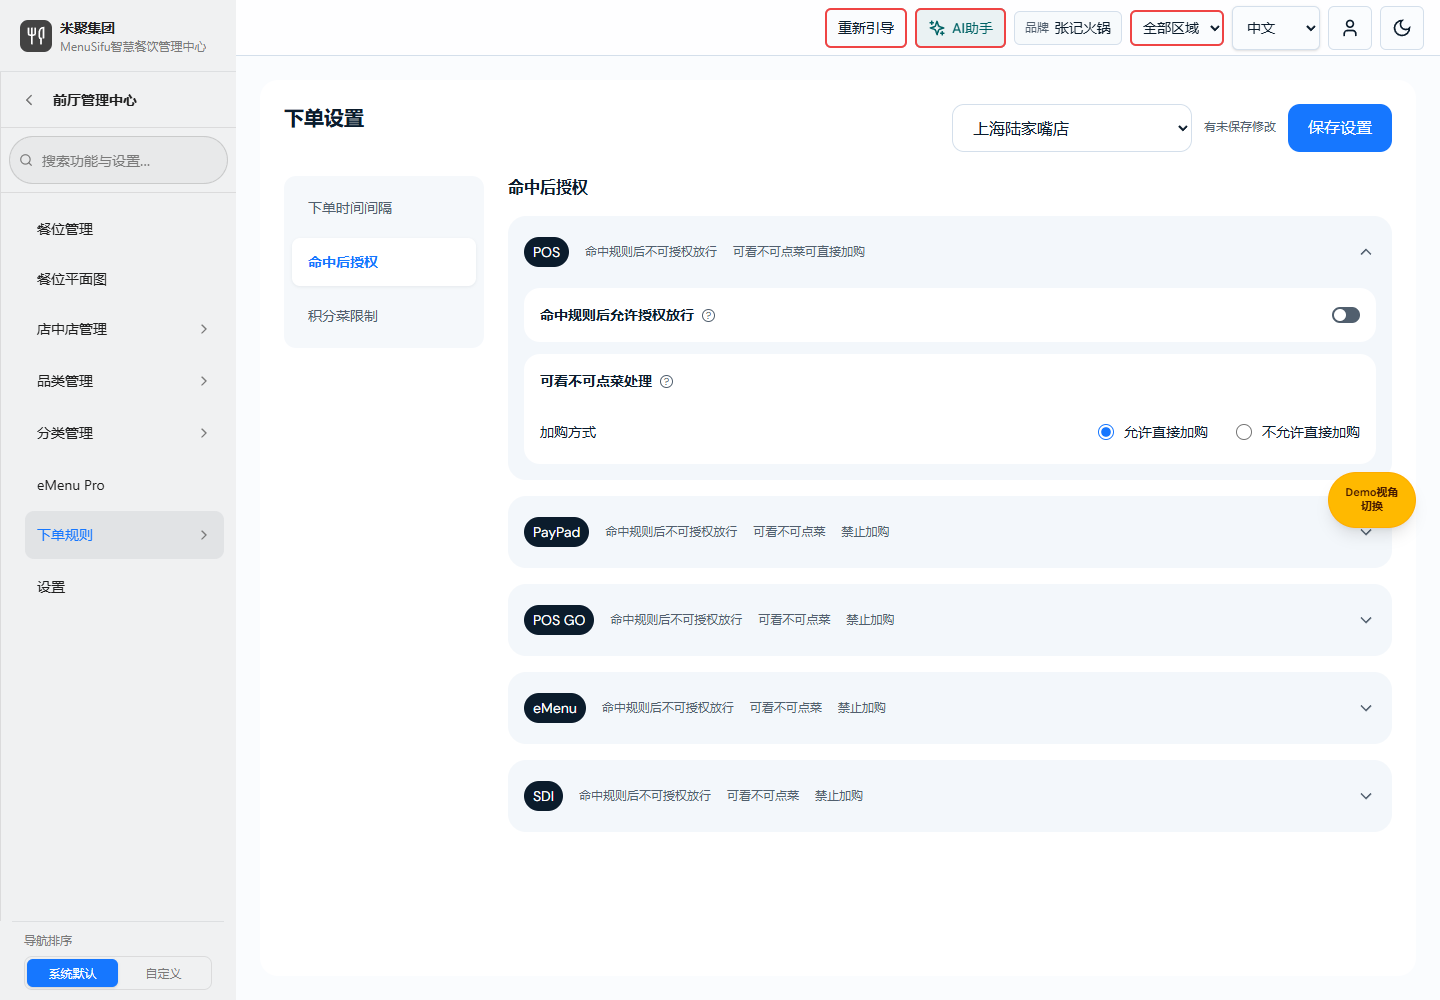 米聚集团
MenuSifu智慧餐饮管理中心
重新引导
AI助手
品牌 张记火锅
全部区域
中文
前厅管理中心
搜索功能与设置...
餐位管理
餐位平面图
店中店管理
品类管理
分类管理
eMenu Pro
下单规则
设置
导航排序
系统默认
自定义
下单设置
上海陆家嘴店
有未保存修改
保存设置
下单时间间隔
命中后授权
积分菜限制
命中后授权
POS 命中规则后不可授权放行 可看不可点菜可直接加购
命中规则后允许授权放行 ?
可看不可点菜处理 ?
加购方式 允许直接加购 不允许直接加购
Demo视角
切换
PayPad 命中规则后不可授权放行 可看不可点菜 禁止加购
POS GO 命中规则后不可授权放行 可看不可点菜 禁止加购
eMenu 命中规则后不可授权放行 可看不可点菜 禁止加购
SDI 命中规则后不可授权放行 可看不可点菜 禁止加购